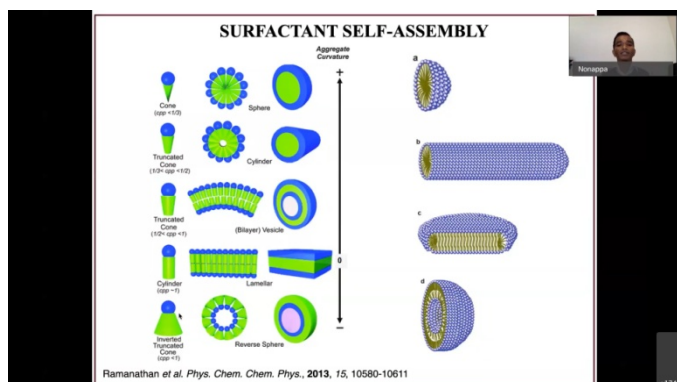 SURFACTANT SELF-ASSEMBLY
Nonappa
Aggregate
Curvature
+
a
Cone
(cpp <1/3)
Sphere
b
Truncated
Cone
(1/3< cpp <1/2)
Cylinder
Truncated
Cone
(1/2< cpp <1)
(Bilayer) Vesicle
c
0
Cylinder
(cpp ~1)
Lamellar
d
Inverted
Truncated
Cone
(cpp <1)
Reverse Sphere
−
Ramanathan et al. Phys. Chem. Chem. Phys., 2013, 15, 10580-10611